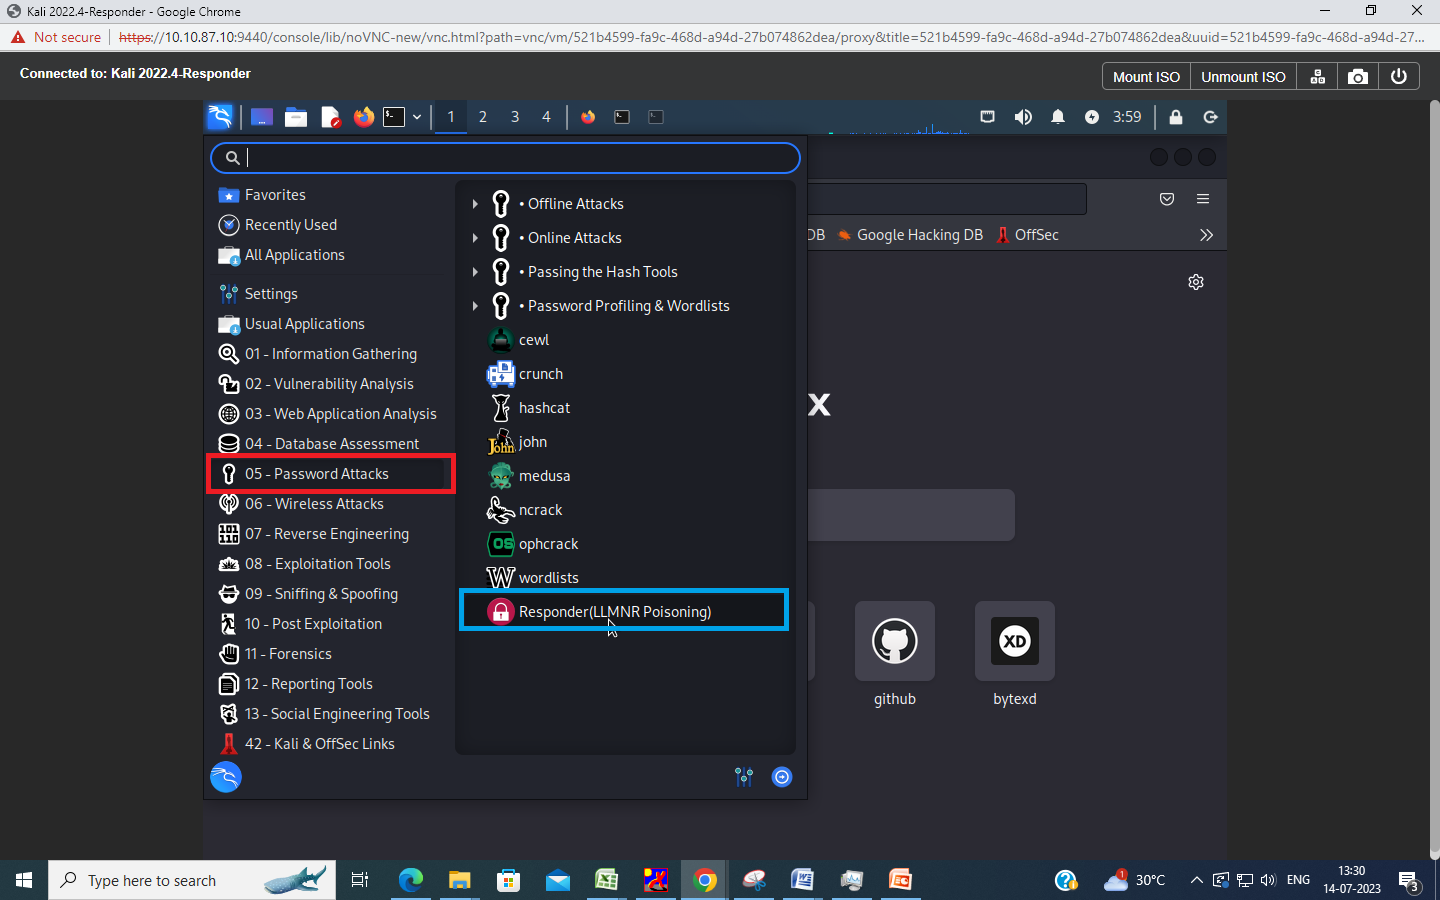 Kali 2022.4-Responder - Google Chrome
Not secure | https://10.10.87.10:9440/console/lib/noVNC-new/vnc.html?path=vnc/vm/521b4599-fa9c-468d-a94d-27b074862dea/proxy&title=521b4599-fa9c-468d-a94d-27b074862dea&uuid=521b4599-fa9c-468d-a94d-27...
Connected to: Kali 2022.4-Responder
Mount ISO
Unmount ISO
1 2 3 4
3:59
Favorites
Recently Used
All Applications
Settings
Usual Applications
01 - Information Gathering
02 - Vulnerability Analysis
03 - Web Application Analysis
04 - Database Assessment
05 - Password Attacks
06 - Wireless Attacks
07 - Reverse Engineering
08 - Exploitation Tools
09 - Sniffing & Spoofing
10 - Post Exploitation
11 - Forensics
12 - Reporting Tools
13 - Social Engineering Tools
42 - Kali & OffSec Links
• Offline Attacks
• Online Attacks
• Passing the Hash Tools
• Password Profiling & Wordlists
cewl
crunch
hashcat
john
medusa
ncrack
ophcrack
wordlists
Responder(LLMNR Poisoning)
DB
Google Hacking DB
OffSec
x
XD
github
bytexd
Type here to search
1
30°C
ENG
13:30
14-07-2023
3